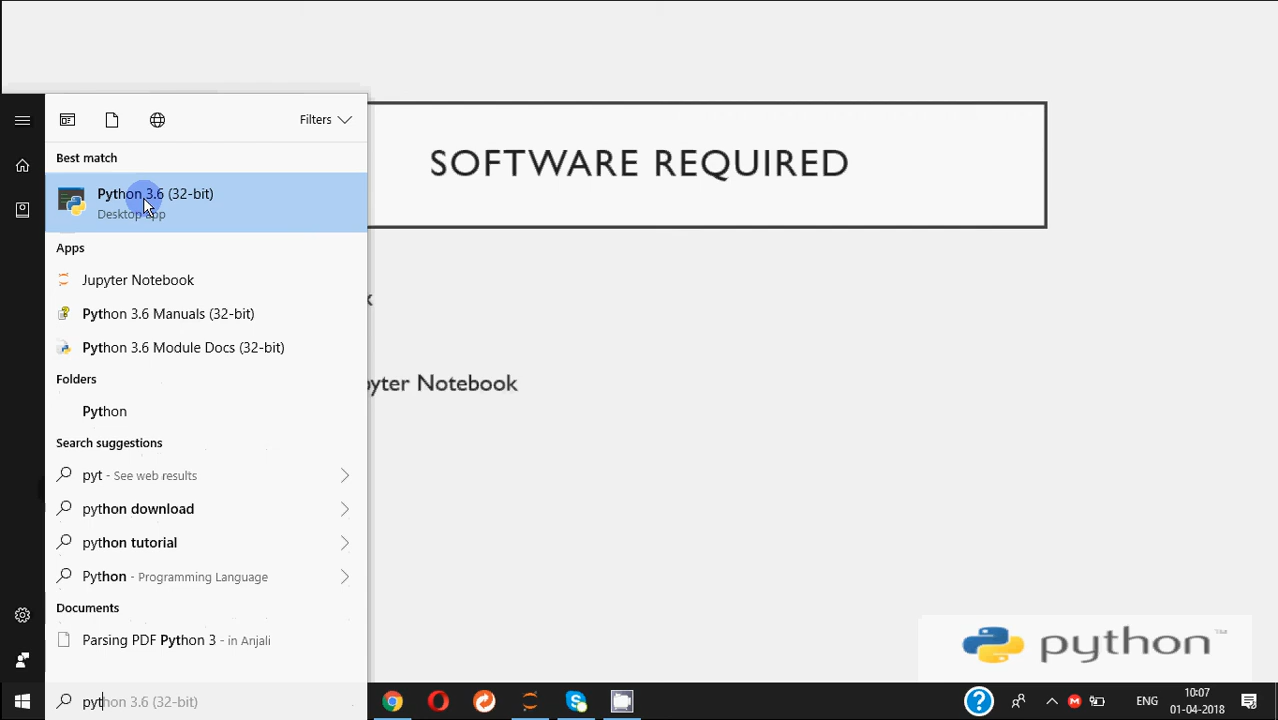 Filters
Best match
Python 3.6 (32-bit)
Desktop app
SOFTWARE REQUIRED
Apps
Jupyter Notebook
x
Python 3.6 Manuals (32-bit)
Python 3.6 Module Docs (32-bit)
Folders
pyter Notebook
Python
Search suggestions
pyt - See web results
python download
python tutorial
Python - Programming Language
Documents
Parsing PDF Python 3 - in Anjali
python™
python 3.6 (32-bit)
?
M
ENG
10:07
01-04-2018